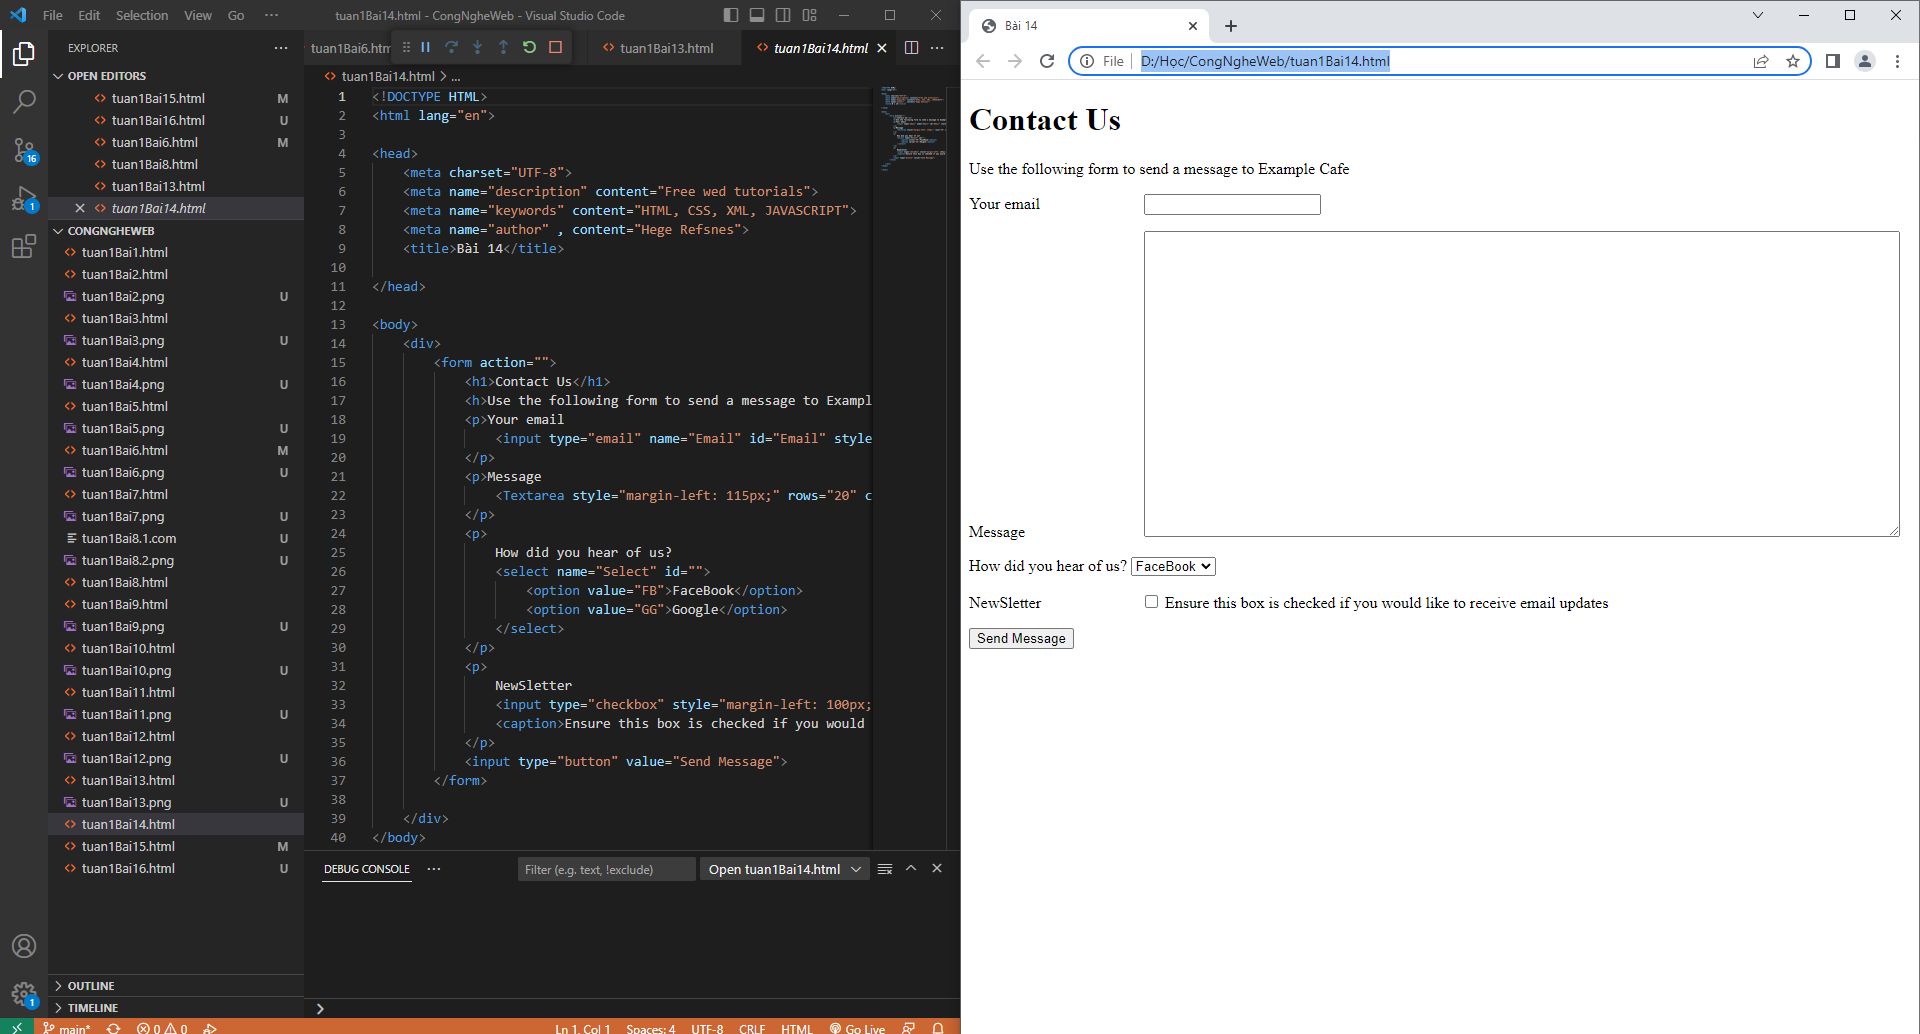 File Edit Selection View Go ··· tuan1Bai14.html - CongNgheWeb - Visual Studio Code
EXPLORER ···
OPEN EDITORS
tuan1Bai15.html M
tuan1Bai16.html U
tuan1Bai6.html M
tuan1Bai8.html
tuan1Bai13.html
tuan1Bai14.html
CONGNGHEWEB
tuan1Bai1.html
tuan1Bai2.html
tuan1Bai2.png U
tuan1Bai3.html
tuan1Bai3.png U
tuan1Bai4.html
tuan1Bai4.png U
tuan1Bai5.html
tuan1Bai5.png U
tuan1Bai6.html M
tuan1Bai6.png U
tuan1Bai7.html
tuan1Bai7.png U
tuan1Bai8.1.com U
tuan1Bai8.2.png U
tuan1Bai8.html
tuan1Bai9.html
tuan1Bai9.png U
tuan1Bai10.html
tuan1Bai10.png U
tuan1Bai11.html
tuan1Bai11.png U
tuan1Bai12.html
tuan1Bai12.png U
tuan1Bai13.html
tuan1Bai13.png U
tuan1Bai14.html
tuan1Bai15.html M
tuan1Bai16.html U
OUTLINE
TIMELINE
16
1
1
tuan1Bai6.htm tuan1Bai13.html tuan1Bai14.html ···
tuan1Bai14.html > ...
1 <!DOCTYPE HTML>
2 <html lang="en">
3
4 <head>
5 <meta charset="UTF-8">
6 <meta name="description" content="Free wed tutorials">
7 <meta name="keywords" content="HTML, CSS, XML, JAVASCRIPT">
8 <meta name="author" , content="Hege Refsnes">
9 <title>Bài 14</title>
10
11 </head>
12
13 <body>
14 <div>
15 <form action="">
16 <h1>Contact Us</h1>
17 <h>Use the following form to send a message to Exampl
18 <p>Your email
19 <input type="email" name="Email" id="Email" style
20 </p>
21 <p>Message
22 <Textarea style="margin-left: 115px;" rows="20" c
23 </p>
24 <p>
25 How did you hear of us?
26 <select name="Select" id="">
27 <option value="FB">FaceBook</option>
28 <option value="GG">Google</option>
29 </select>
30 </p>
31 <p>
32 NewSletter
33 <input type="checkbox" style="margin-left: 100px;
34 <caption>Ensure this box is checked if you would
35 </p>
36 <input type="button" value="Send Message">
37 </form>
38
39 </div>
40 </body>
DEBUG CONSOLE ··· Filter (e.g. text, !exclude) Open tuan1Bai14.html
main* 0 0 Ln 1, Col 1 Spaces: 4 UTF-8 CRLF HTML Go Live
Bài 14
File D:/Học/CongNgheWeb/tuan1Bai14.html
Contact Us
Use the following form to send a message to Example Cafe
Your email
Message
How did you hear of us? FaceBook
NewSletter Ensure this box is checked if you would like to receive email updates
Send Message